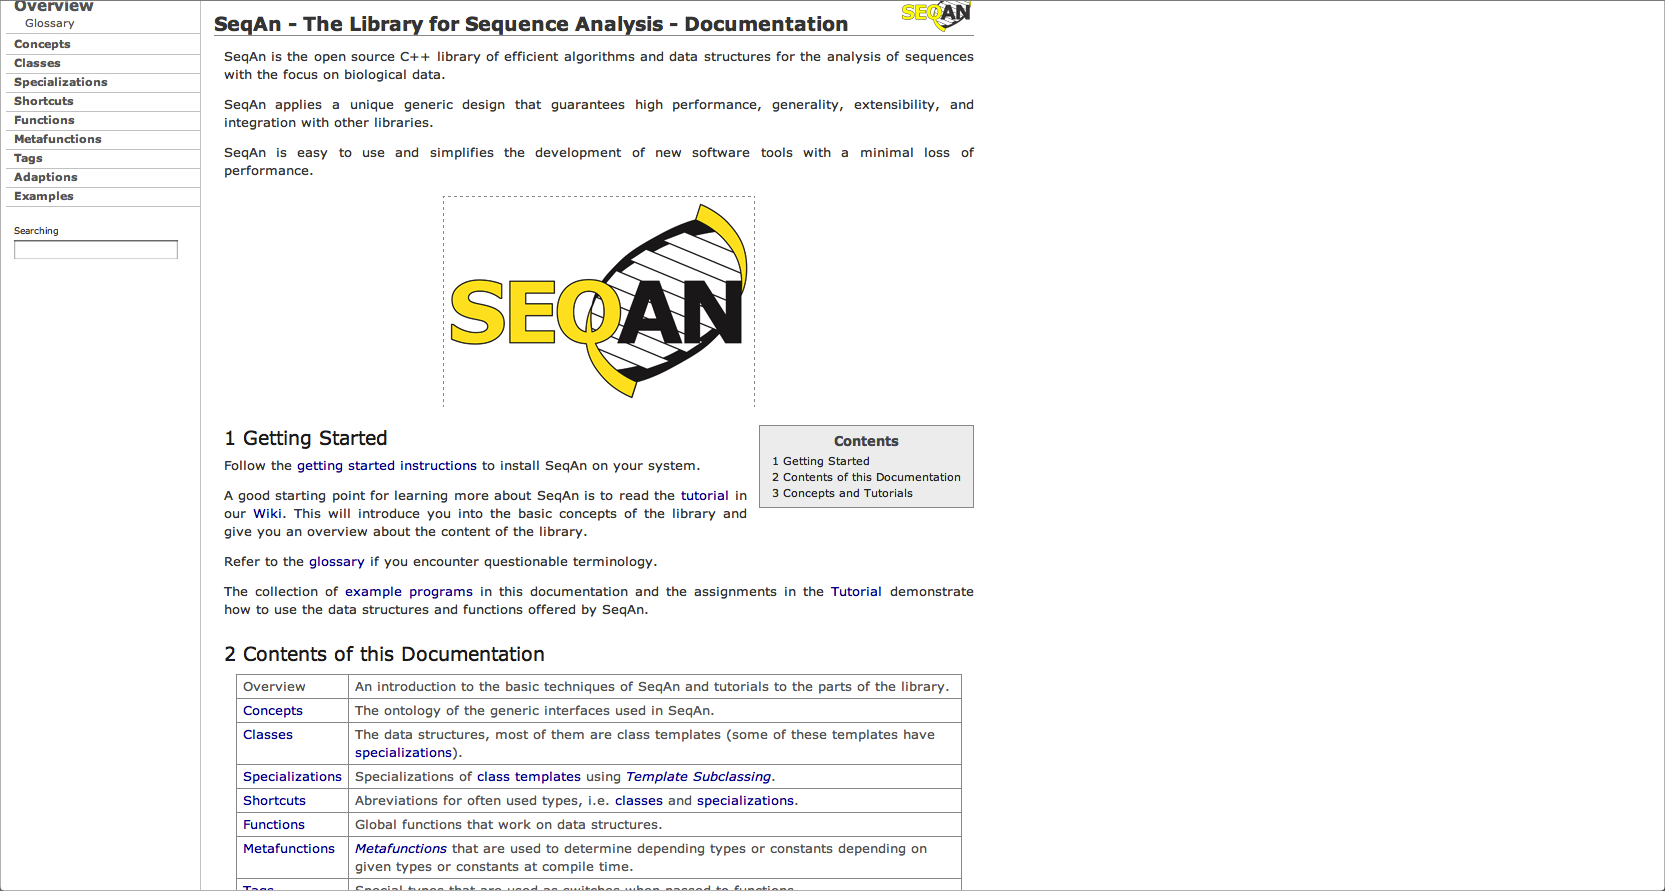 Overview
Glossary
Concepts
Classes
Specializations
Shortcuts
Functions
Metafunctions
Tags
Adaptions
Examples
Searching
SeqAn - The Library for Sequence Analysis - Documentation
SEQAN
SeqAn is the open source C++ library of efficient algorithms and data structures for the analysis of sequences
with the focus on biological data.
SeqAn applies a unique generic design that guarantees high performance, generality, extensibility, and
integration with other libraries.
SeqAn is easy to use and simplifies the development of new software tools with a minimal loss of
performance.
SEQAN
1 Getting Started
Follow the getting started instructions to install SeqAn on your system.
A good starting point for learning more about SeqAn is to read the tutorial in
our Wiki. This will introduce you into the basic concepts of the library and
give you an overview about the content of the library.
Refer to the glossary if you encounter questionable terminology.
The collection of example programs in this documentation and the assignments in the Tutorial demonstrate
how to use the data structures and functions offered by SeqAn.
Contents
1 Getting Started
2 Contents of this Documentation
3 Concepts and Tutorials
2 Contents of this Documentation
Overview An introduction to the basic techniques of SeqAn and tutorials to the parts of the library.
Concepts The ontology of the generic interfaces used in SeqAn.
Classes The data structures, most of them are class templates (some of these templates have
specializations).
Specializations Specializations of class templates using Template Subclassing.
Shortcuts Abreviations for often used types, i.e. classes and specializations.
Functions Global functions that work on data structures.
Metafunctions Metafunctions that are used to determine depending types or constants depending on
given types or constants at compile time.
Tags Special types that are used as switches when passed to functions.